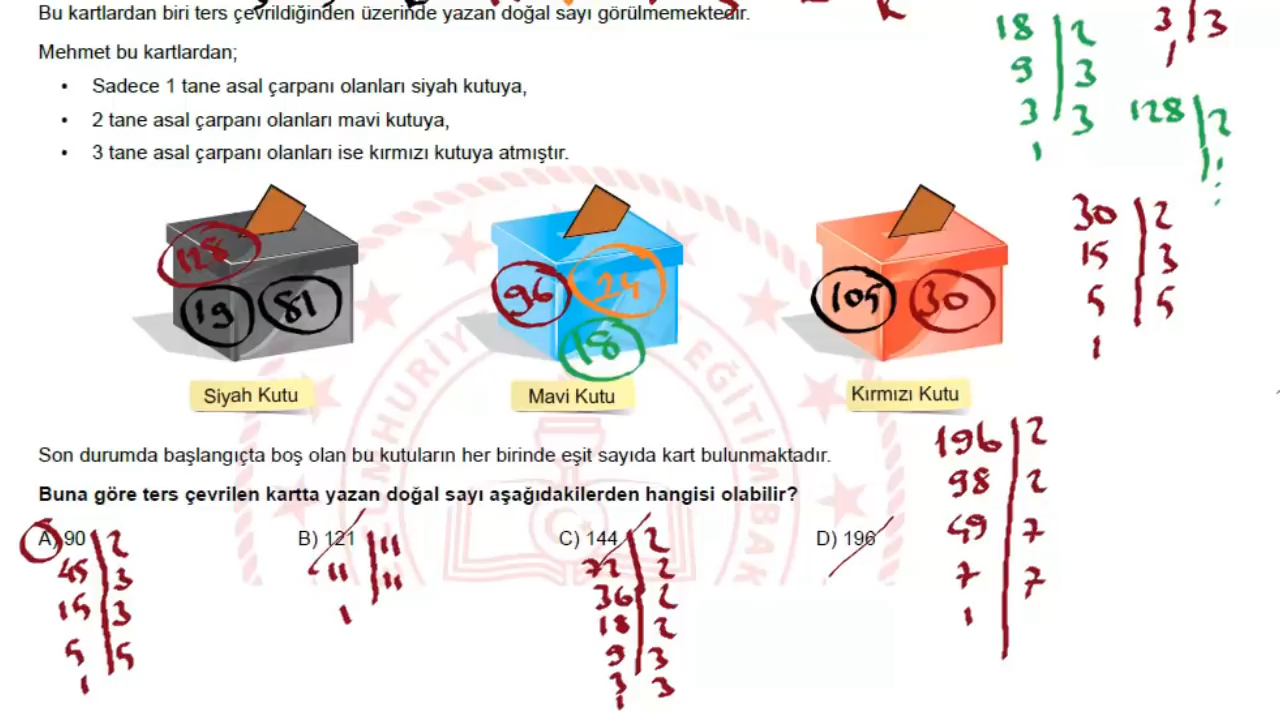 Bu kartlardan biri ters çevrildiğinden üzerinde yazan doğal sayı görülmemektedir.
Mehmet bu kartlardan;
• Sadece 1 tane asal çarpanı olanları siyah kutuya,
• 2 tane asal çarpanı olanları mavi kutuya,
• 3 tane asal çarpanı olanları ise kırmızı kutuya atmıştır.
18 2
9 3
3 3
1
3 3
1
128 2
30 2
15 3
5 5
1
128
19 81
96 24
18
105 30
Siyah Kutu
Mavi Kutu
Kırmızı Kutu
Son durumda başlangıçta boş olan bu kutuların her birinde eşit sayıda kart bulunmaktadır.
Buna göre ters çevrilen kartta yazan doğal sayı aşağıdakilerden hangisi olabilir?
A) 90 2
45 3
15 3
5 5
1
B) 121 11
11 11
1
C) 144 2
72 2
36 2
18 2
9 3
3 3
1
D) 196
196 2
98 2
49 7
7 7
1